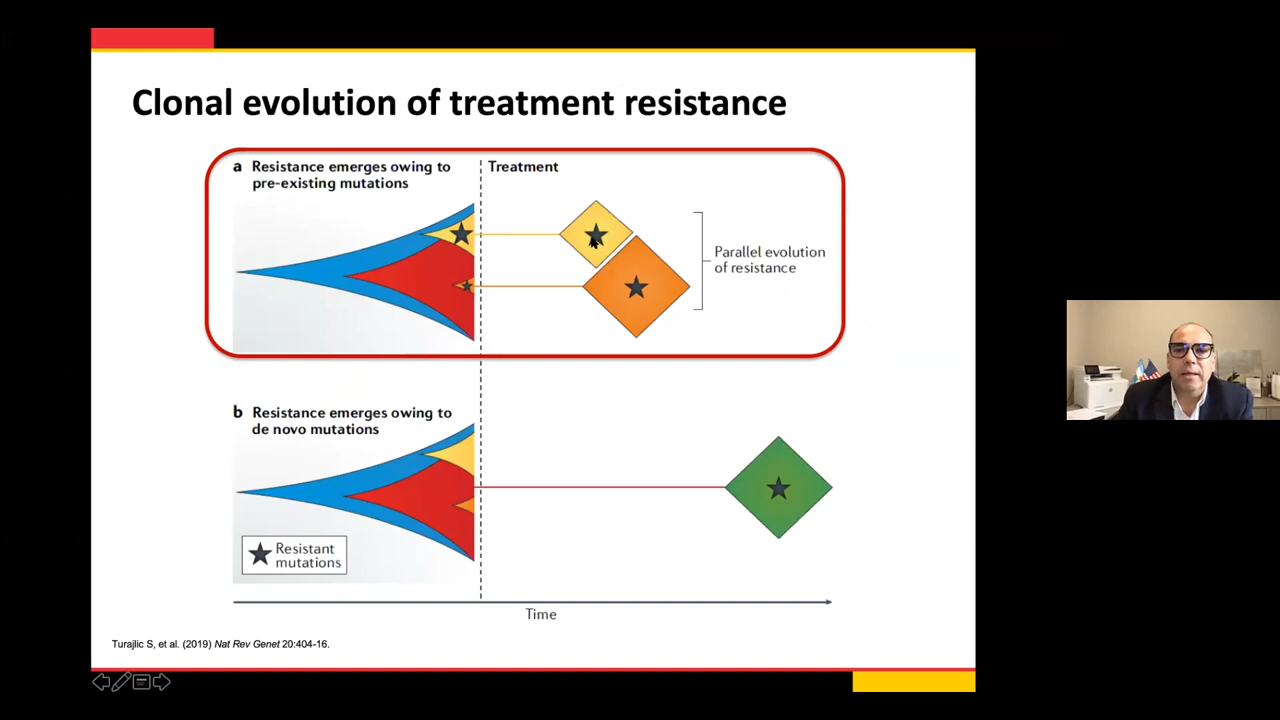 Clonal evolution of treatment resistance
a Resistance emerges owing to
pre-existing mutations
Treatment
Parallel evolution
of resistance
b Resistance emerges owing to
de novo mutations
Resistant
mutations
Time
Turajlic S, et al. (2019) Nat Rev Genet 20:404-16.